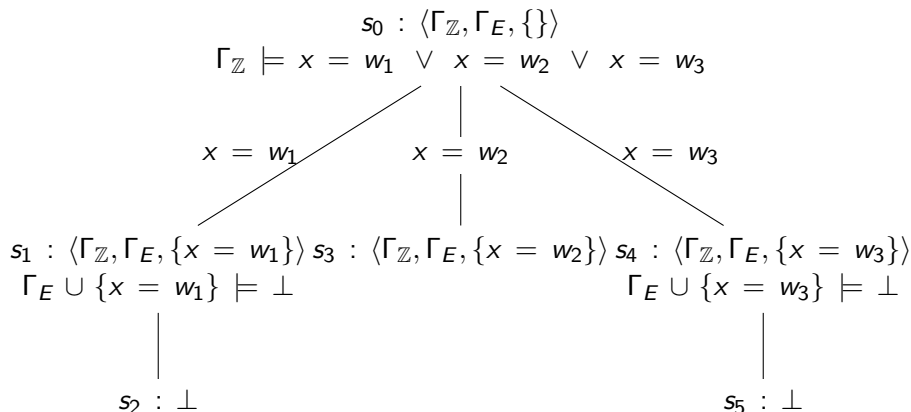 s₀ : ⟨Γ_ℤ, Γ_E, {}⟩
Γ_ℤ ⊨ x = w₁ ∨ x = w₂ ∨ x = w₃
x = w₁
x = w₂
x = w₃
s₁ : ⟨Γ_ℤ, Γ_E, {x = w₁}⟩ s₃ : ⟨Γ_ℤ, Γ_E, {x = w₂}⟩ s₄ : ⟨Γ_ℤ, Γ_E, {x = w₃}⟩
Γ_E ∪ {x = w₁} ⊨ ⊥
Γ_E ∪ {x = w₃} ⊨ ⊥
s₂ : ⊥
s₅ : ⊥